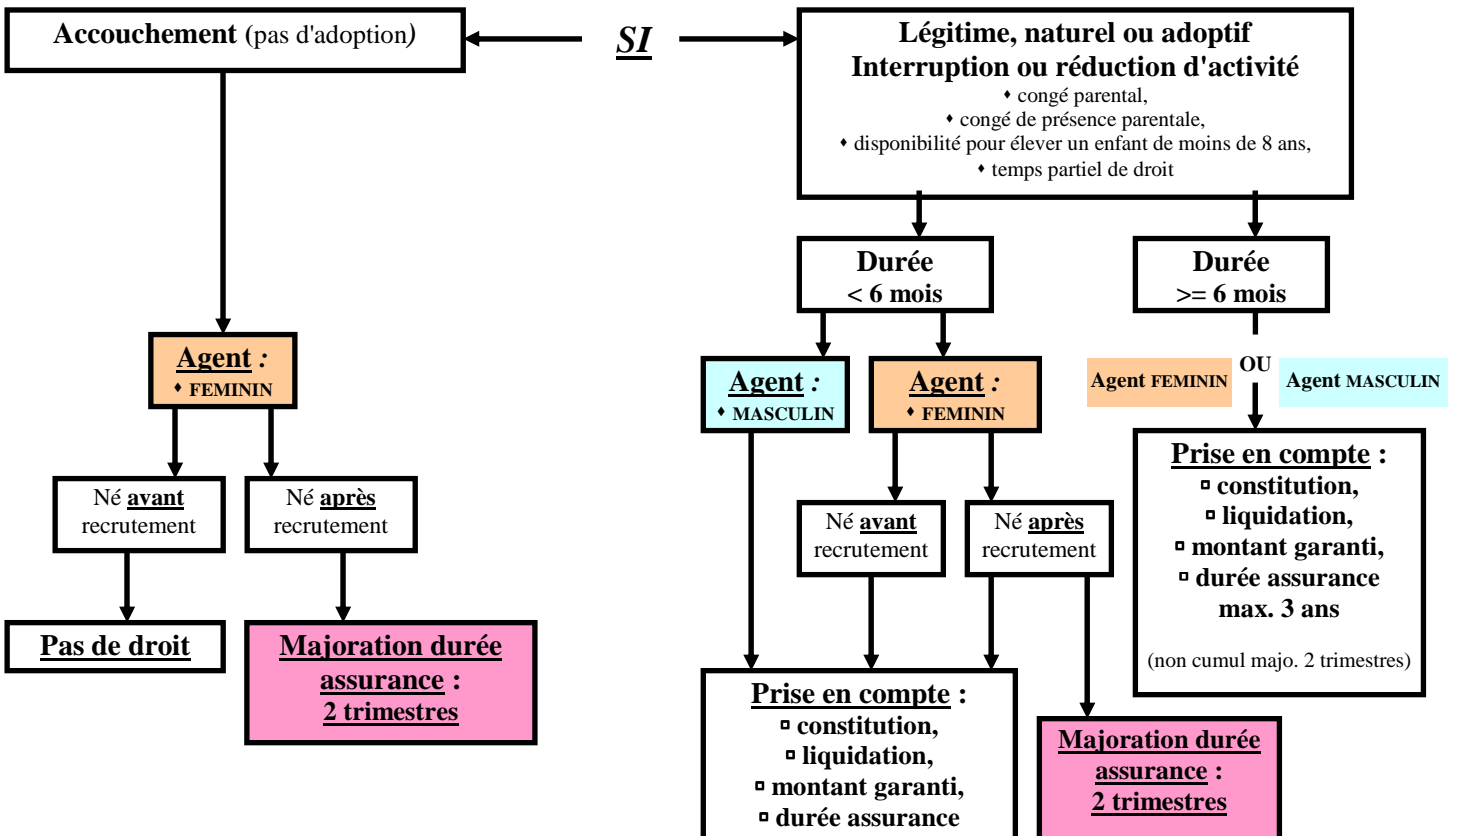 Accouchement (pas d'adoption)
SI
Légitime, naturel ou adoptif
Interruption ou réduction d'activité
♦ congé parental,
♦ congé de présence parentale,
♦ disponibilité pour élever un enfant de moins de 8 ans,
♦ temps partiel de droit
Durée
< 6 mois
Durée
>= 6 mois
Agent :
♦ FEMININ
Agent :
♦ MASCULIN
Agent :
♦ FEMININ
Agent FEMININ
OU
Agent MASCULIN
Né avant
recrutement
Né après
recrutement
Né avant
recrutement
Né après
recrutement
Prise en compte :
▫ constitution,
▫ liquidation,
▫ montant garanti,
▫ durée assurance
max. 3 ans
(non cumul majo. 2 trimestres)
Pas de droit
Majoration durée
assurance :
2 trimestres
Prise en compte :
▫ constitution,
▫ liquidation,
▫ montant garanti,
▫ durée assurance
Majoration durée
assurance :
2 trimestres